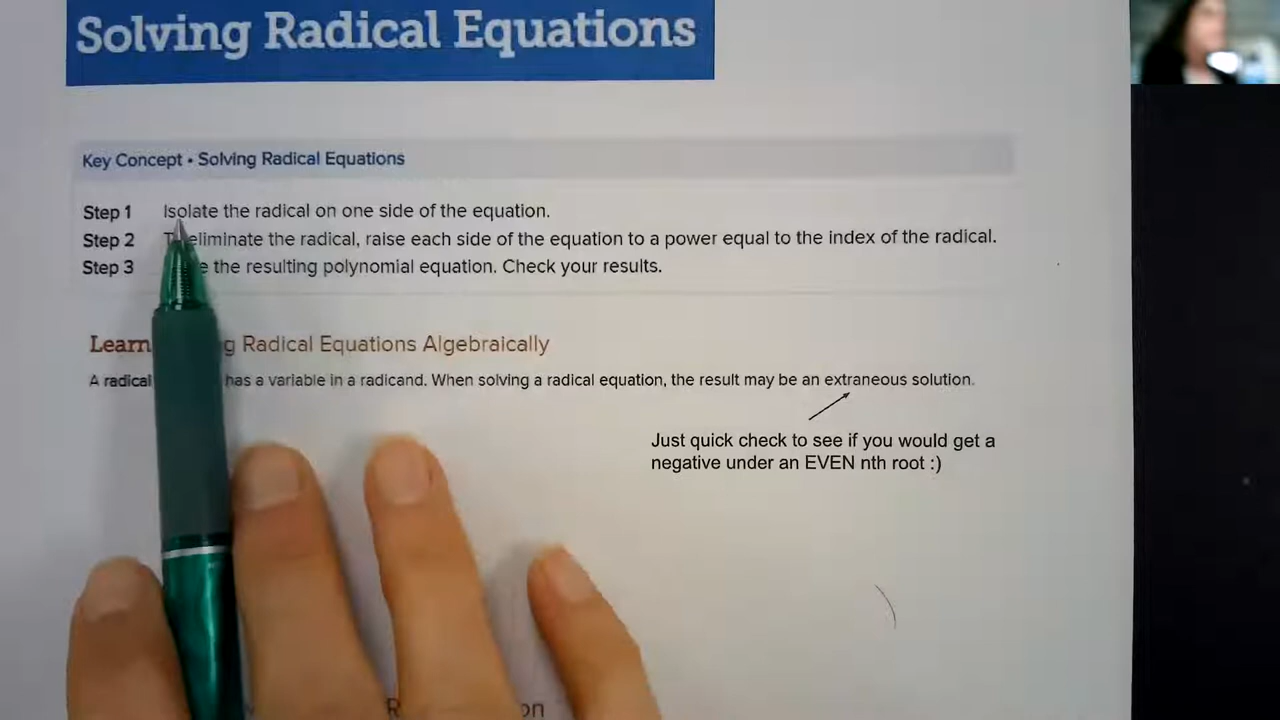 Solving Radical Equations
Key Concept • Solving Radical Equations
Step 1 Isolate the radical on one side of the equation.
Step 2 eliminate the radical, raise each side of the equation to a power equal to the index of the radical.
Step 3 the resulting polynomial equation. Check your results.
Learn Radical Equations Algebraically
A radical has a variable in a radicand. When solving a radical equation, the result may be an extraneous solution.
Just quick check to see if you would get a
negative under an EVEN nth root :)